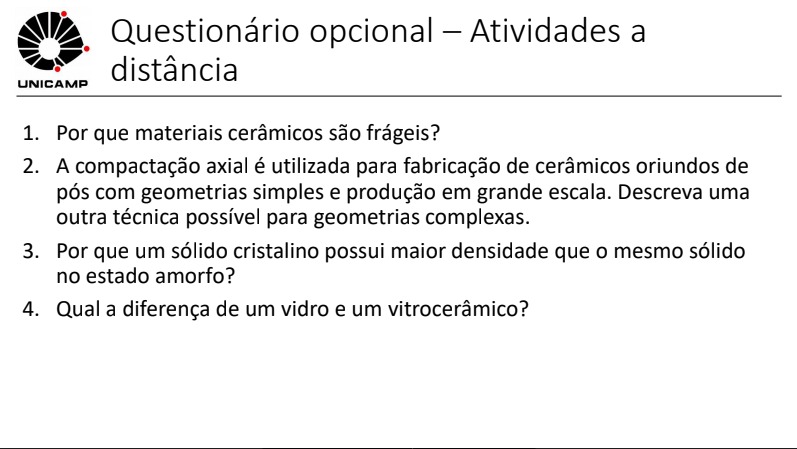 UNICAMP
Questionário opcional – Atividades a
distância
1. Por que materiais cerâmicos são frágeis?
2. A compactação axial é utilizada para fabricação de cerâmicos oriundos de
pós com geometrias simples e produção em grande escala. Descreva uma
outra técnica possível para geometrias complexas.
3. Por que um sólido cristalino possui maior densidade que o mesmo sólido
no estado amorfo?
4. Qual a diferença de um vidro e um vitrocerâmico?